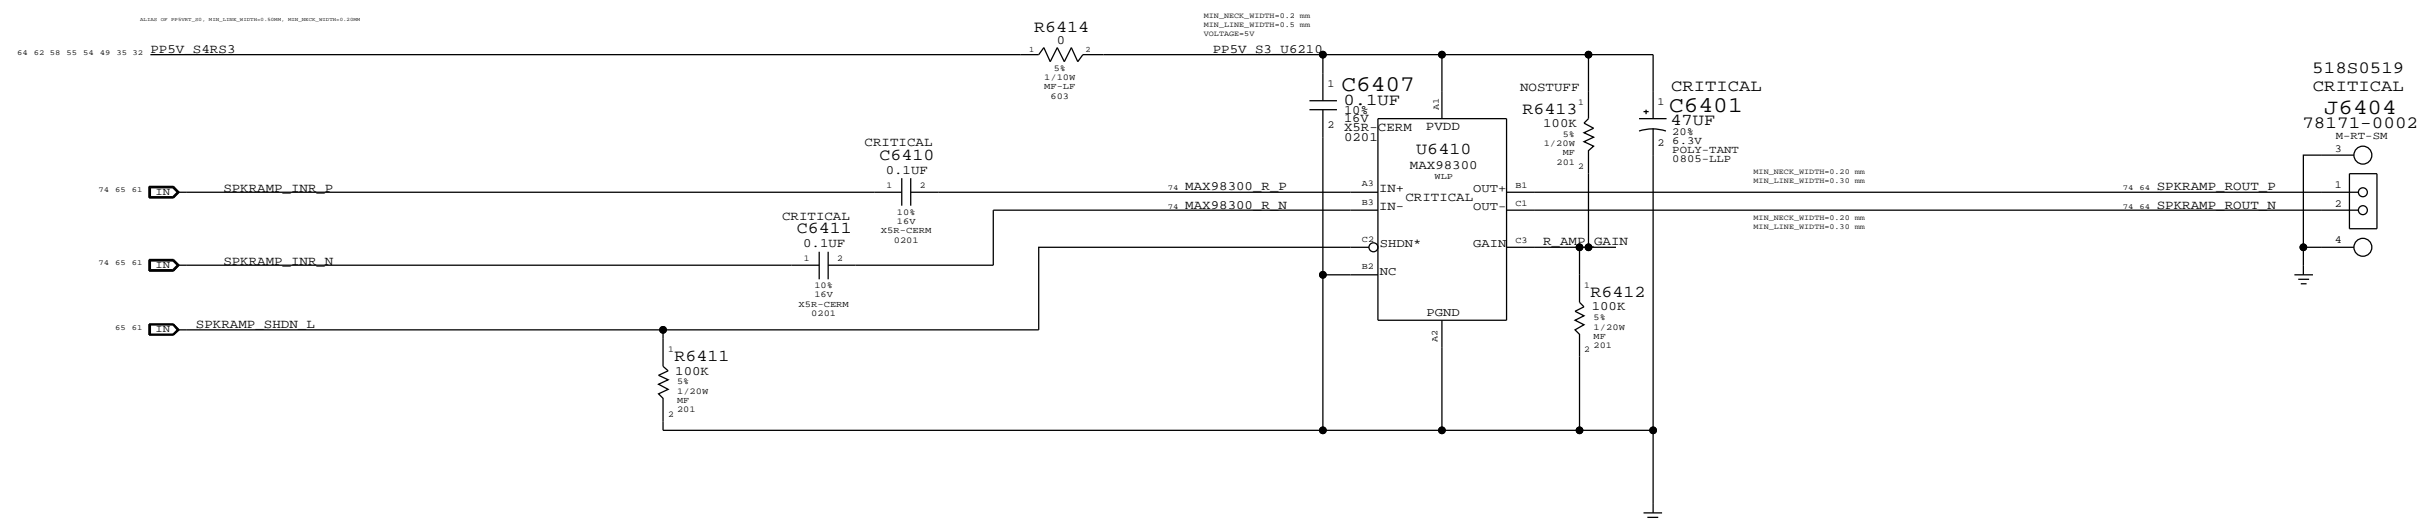 ALIAS OF PP5VRT_S0, MIN_LINE_WIDTH=0.50MM, MIN_NECK_WIDTH=0.20MM
64 62 58 55 54 49 35 32 PP5V_S4RS3
R6414
0
1 2
5%
1/10W
MF-LF
603
MIN_NECK_WIDTH=0.2 mm
MIN_LINE_WIDTH=0.5 mm
VOLTAGE=5V
PP5V_S3_U6210
1 C6407
0.1UF
10%
16V
2 X5R-CERM
0201
NOSTUFF
R6413 1
100K
5%
1/20W
MF
201 2
CRITICAL
+ 1 C6401
47UF
20%
2 6.3V
POLY-TANT
0805-LLP
518S0519
CRITICAL
J6404
78171-0002
M-RT-SM
3
1
2
4
A1
PVDD
U6410
MAX98300
WLP
CRITICAL
A3 IN+
B3 IN-
C2 SHDN*
B2 NC
OUT+ B1
OUT- C1
GAIN C3 R_AMP_GAIN
PGND
A2
CRITICAL
C6410
0.1UF
74 65 61 IN SPKRAMP_INR_P
1 2
10%
16V
X5R-CERM
0201
74 MAX98300_R_P
74 MAX98300_R_N
CRITICAL
C6411
0.1UF
74 65 61 IN SPKRAMP_INR_N
1 2
10%
16V
X5R-CERM
0201
MIN_NECK_WIDTH=0.20 mm
MIN_LINE_WIDTH=0.30 mm
74 64 SPKRAMP_ROUT_P
74 64 SPKRAMP_ROUT_N
MIN_NECK_WIDTH=0.20 mm
MIN_LINE_WIDTH=0.30 mm
65 61 IN SPKRAMP_SHDN_L
1 R6411
100K
5%
1/20W
MF
2 201
1 R6412
100K
5%
1/20W
MF
2 201